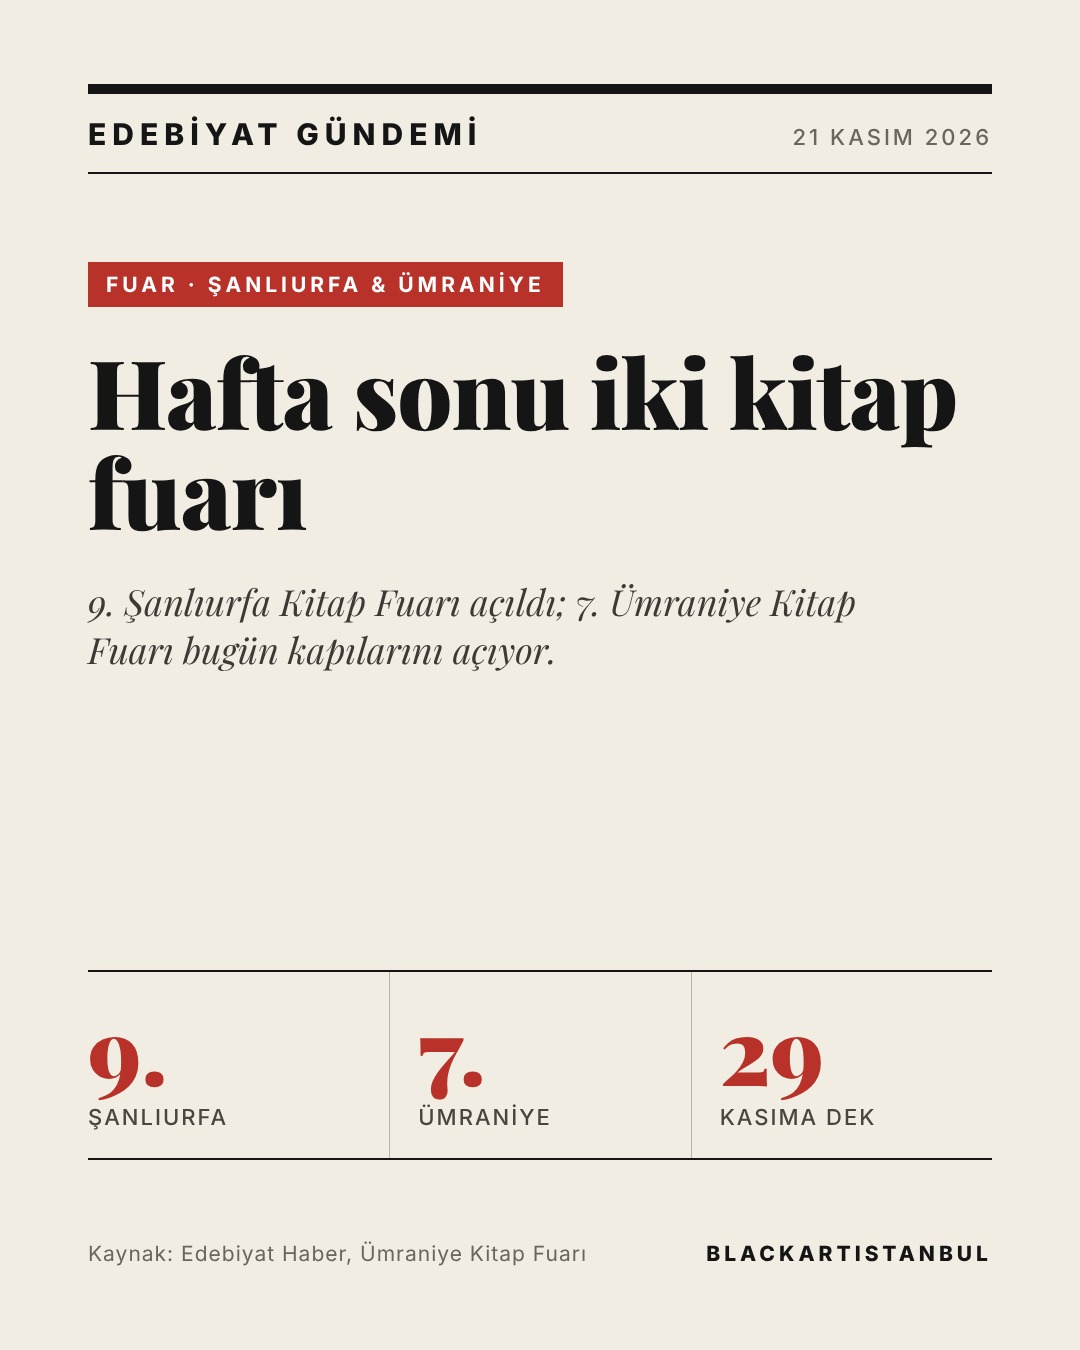 EDEBİYAT GÜNDEMİ
21 KASIM 2026
FUAR · ŞANLIURFA & ÜMRANİYE
Hafta sonu iki kitap
fuarı
9. Şanlıurfa Kitap Fuarı açıldı; 7. Ümraniye Kitap
Fuarı bugün kapılarını açıyor.
9.
ŞANLIURFA
7.
ÜMRANİYE
29
KASIMA DEK
Kaynak: Edebiyat Haber, Ümraniye Kitap Fuarı
BLACKARTISTANBUL